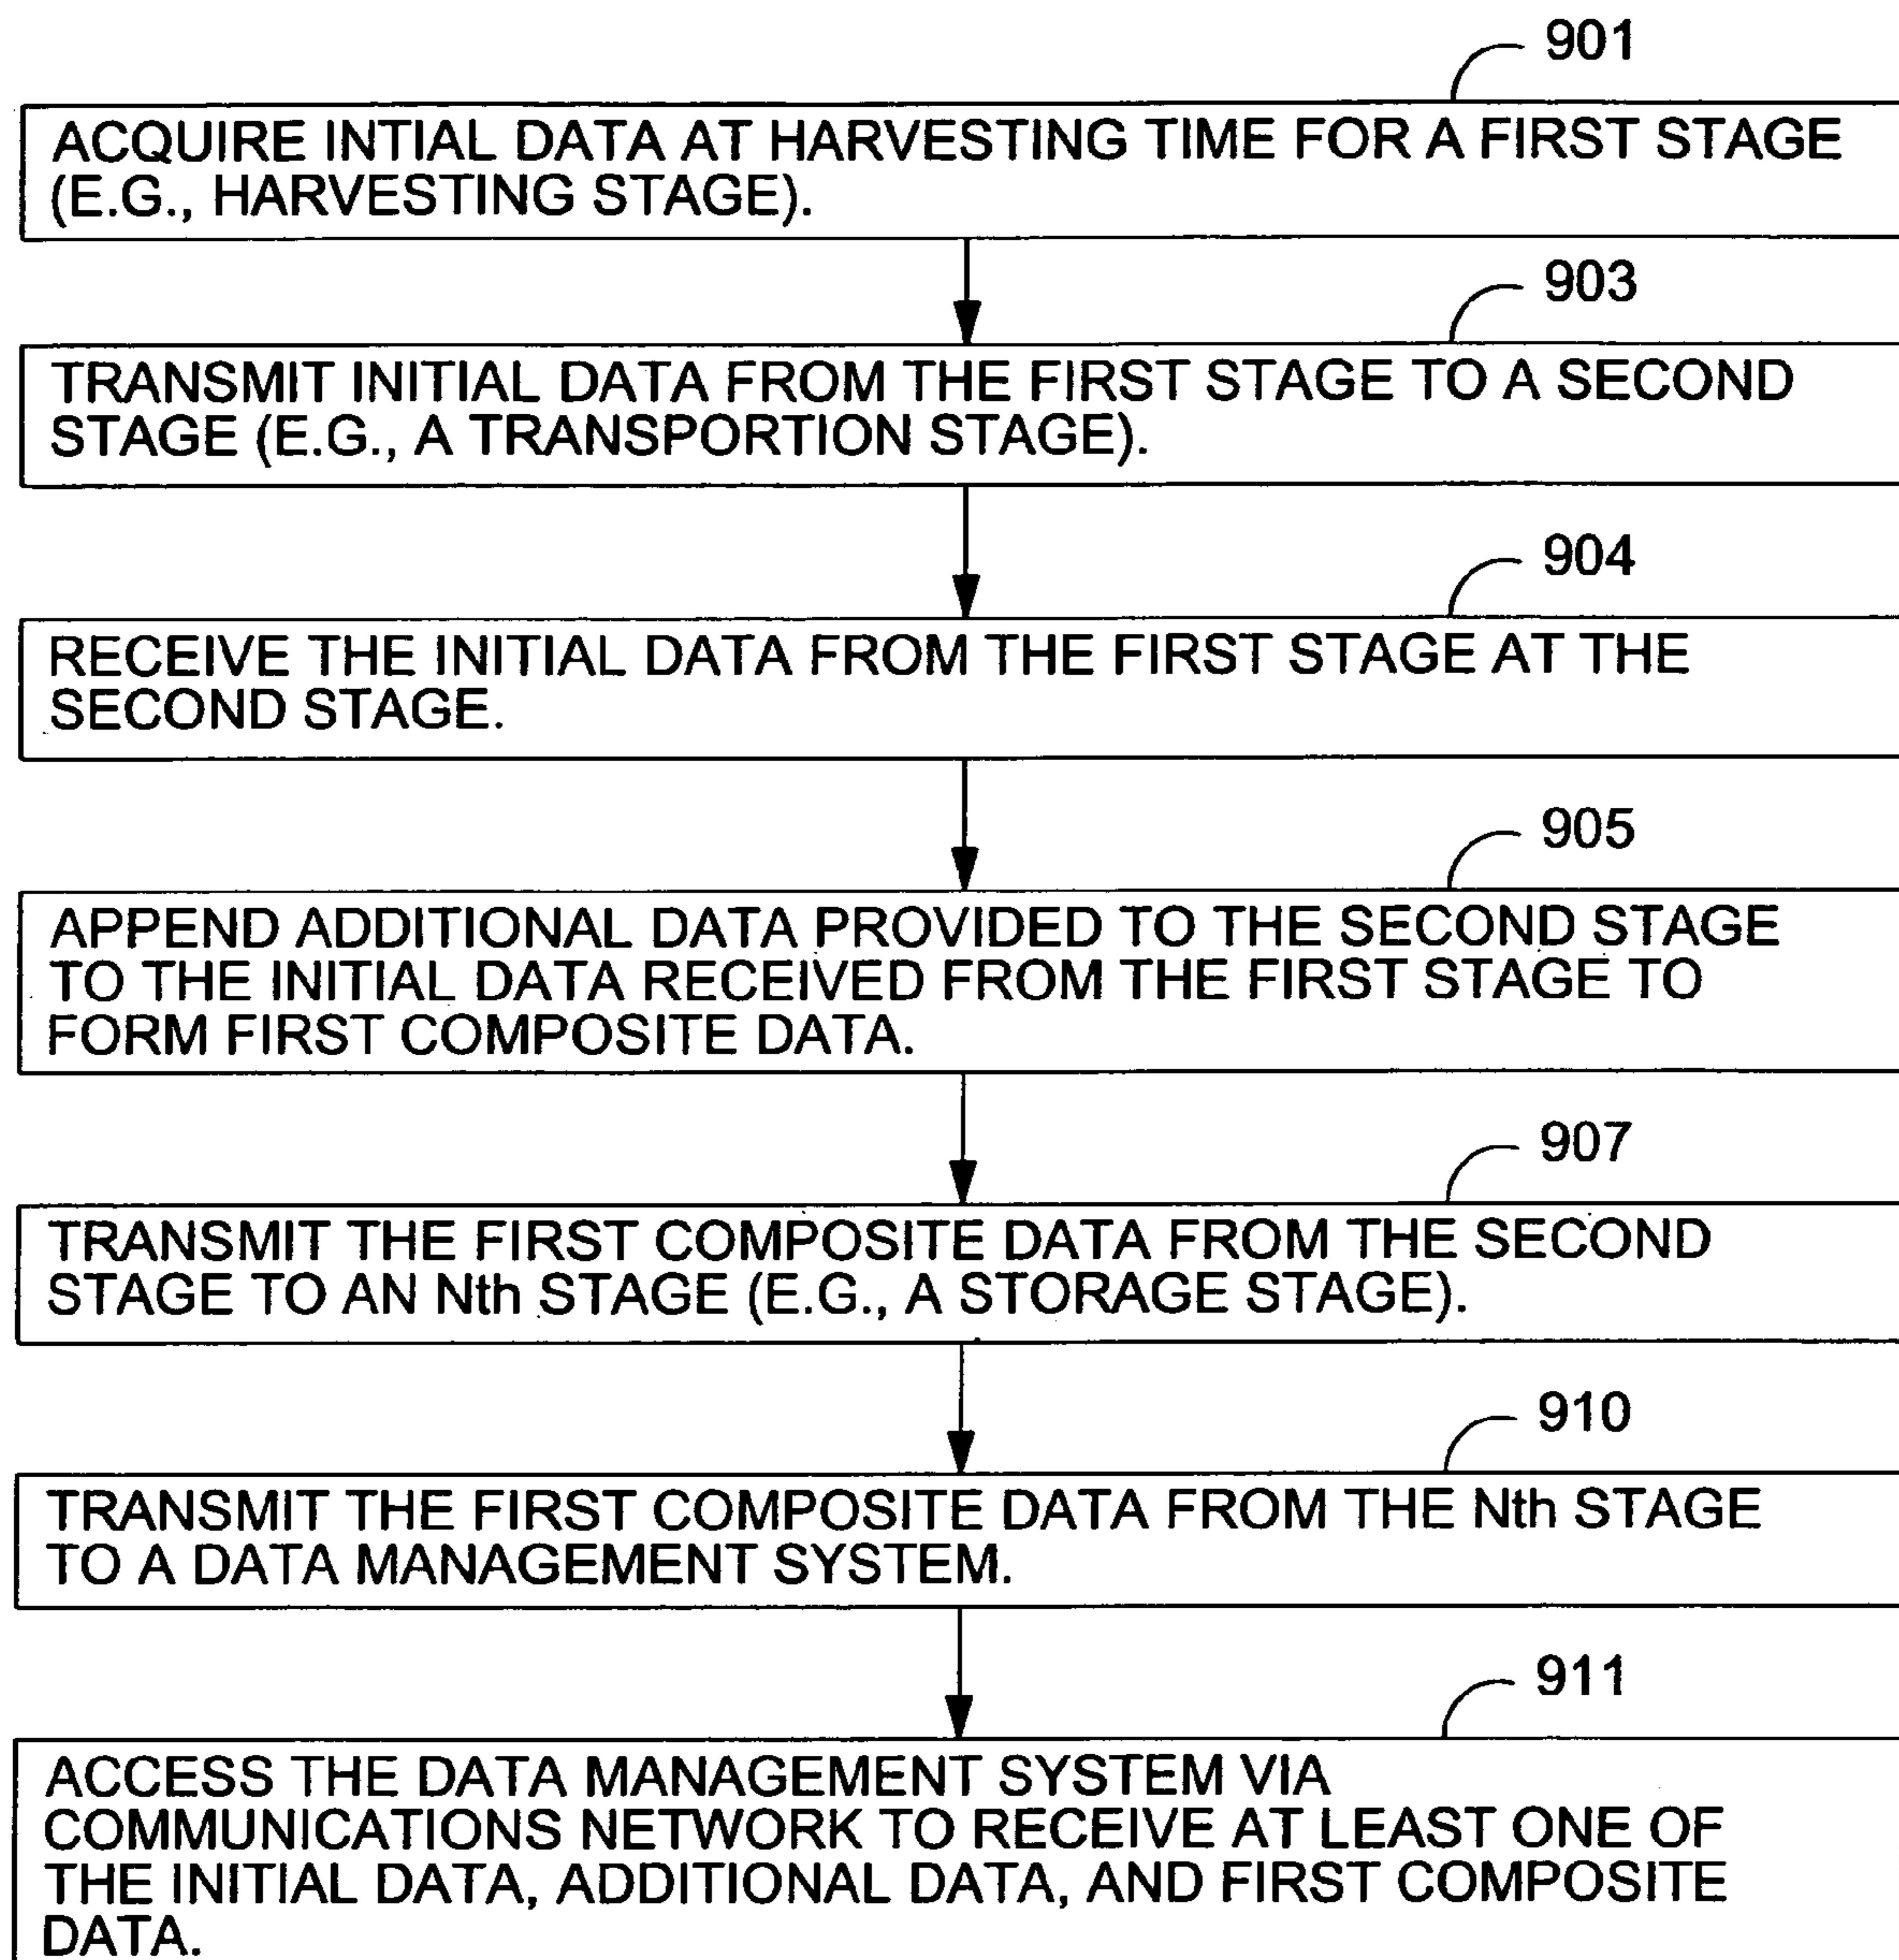 901
ACQUIRE INTIAL DATA AT HARVESTING TIME FOR A FIRST STAGE
(E.G., HARVESTING STAGE).
903
TRANSMIT INITIAL DATA FROM THE FIRST STAGE TO A SECOND
STAGE (E.G., A TRANSPORTION STAGE).
904
RECEIVE THE INITIAL DATA FROM THE FIRST STAGE AT THE
SECOND STAGE.
905
APPEND ADDITIONAL DATA PROVIDED TO THE SECOND STAGE
TO THE INITIAL DATA RECEIVED FROM THE FIRST STAGE TO
FORM FIRST COMPOSITE DATA.
907
TRANSMIT THE FIRST COMPOSITE DATA FROM THE SECOND
STAGE TO AN Nth STAGE (E.G., A STORAGE STAGE).
910
TRANSMIT THE FIRST COMPOSITE DATA FROM THE Nth STAGE
TO A DATA MANAGEMENT SYSTEM.
911
ACCESS THE DATA MANAGEMENT SYSTEM VIA
COMMUNICATIONS NETWORK TO RECEIVE AT LEAST ONE OF
THE INITIAL DATA, ADDITIONAL DATA, AND FIRST COMPOSITE
DATA.